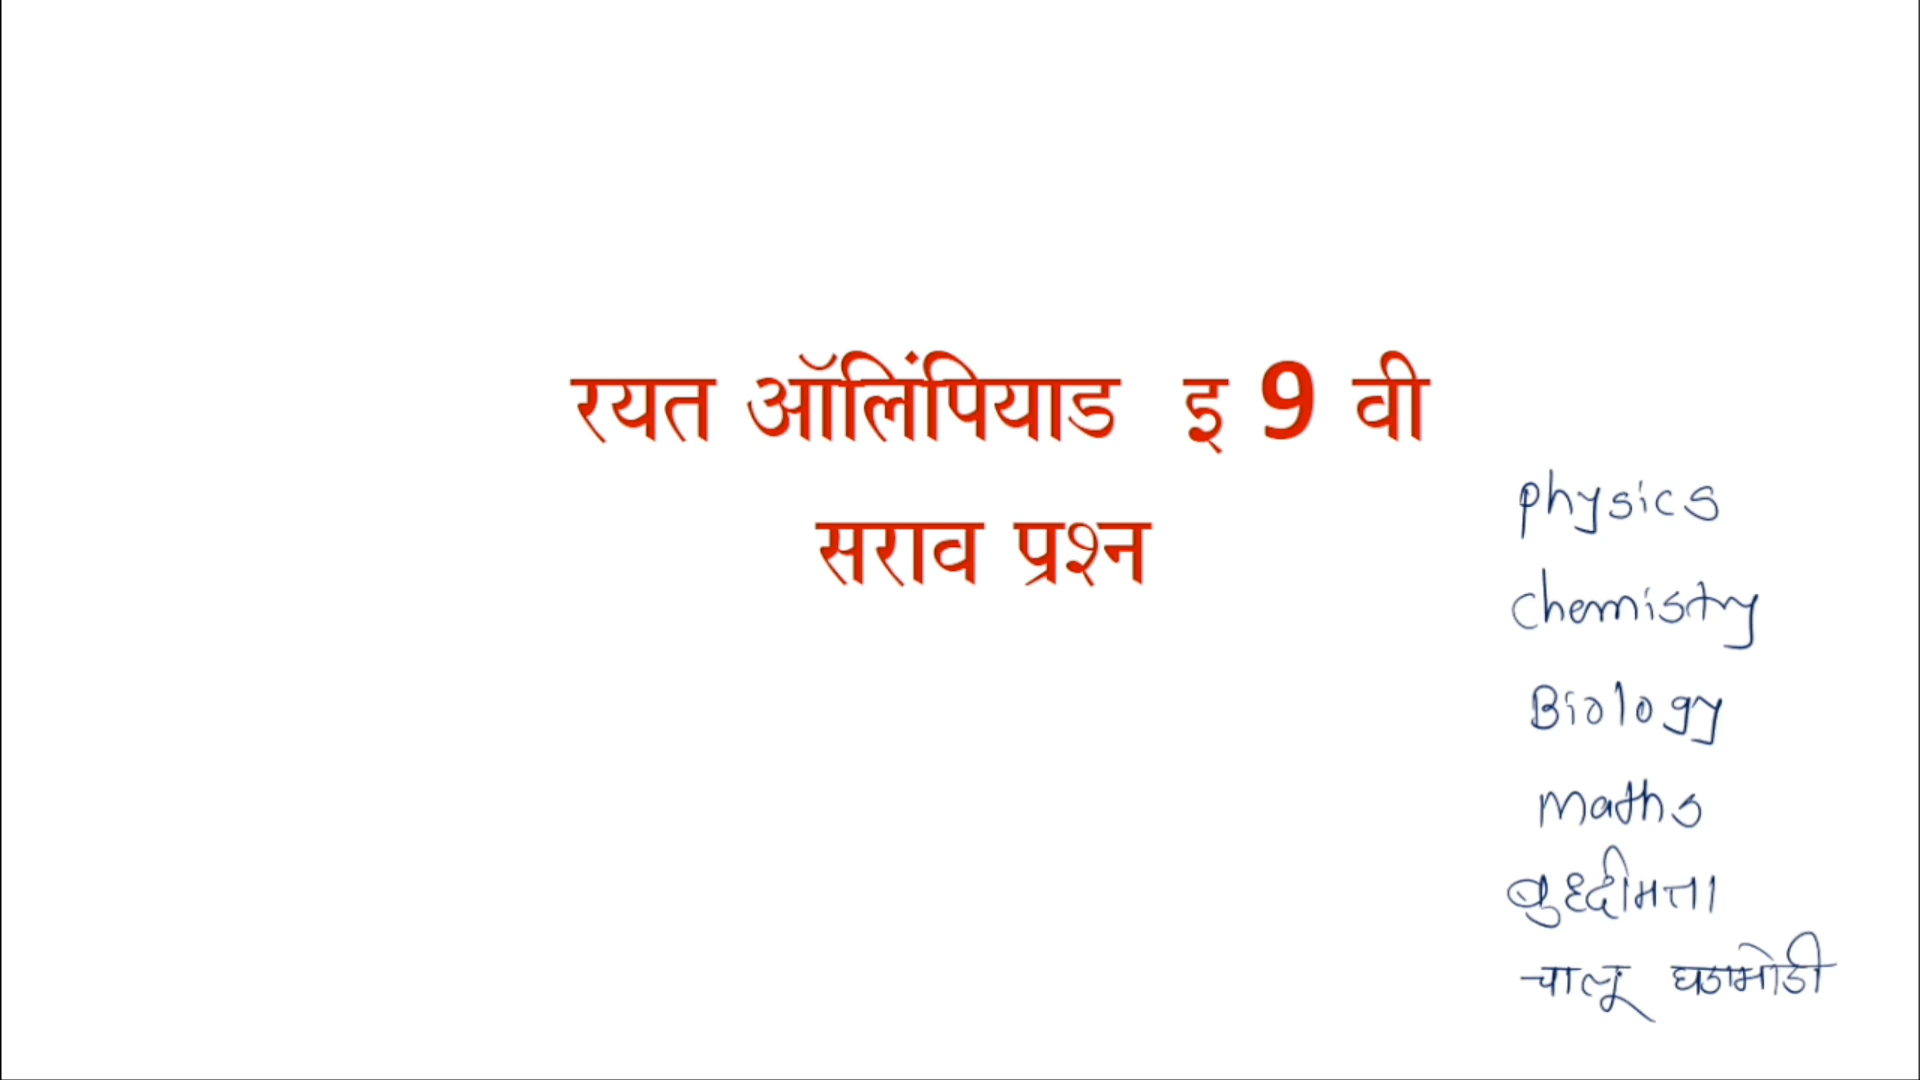 रयत ऑलिंपियाड इ 9 वी
सराव प्रश्न
physics
chemistry
Biology
maths
बुध्दीमत्ता
चालू घडामोडी